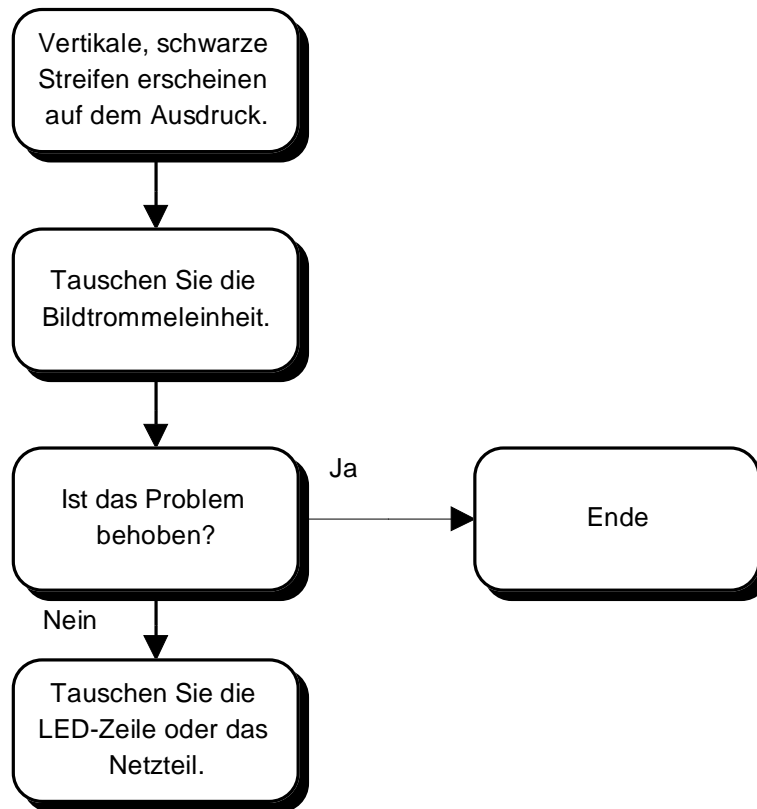 Vertikale, schwarze
Streifen erscheinen
auf dem Ausdruck.
Tauschen Sie die
Bildtrommeleinheit.
Ist das Problem
behoben?
Ja
Ende
Nein
Tauschen Sie die
LED-Zeile oder das
Netzteil.